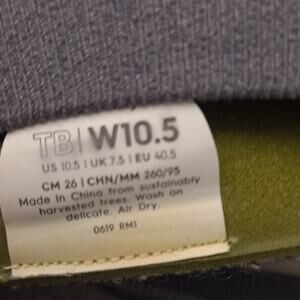 TB W10.5
US 10.5 | UK 7.5 | EU 40.5
CM 26 | CHN/MM 260/95
Made in China from sustainably
harvested trees. Wash on
delicate. Air Dry.
0619 RM1